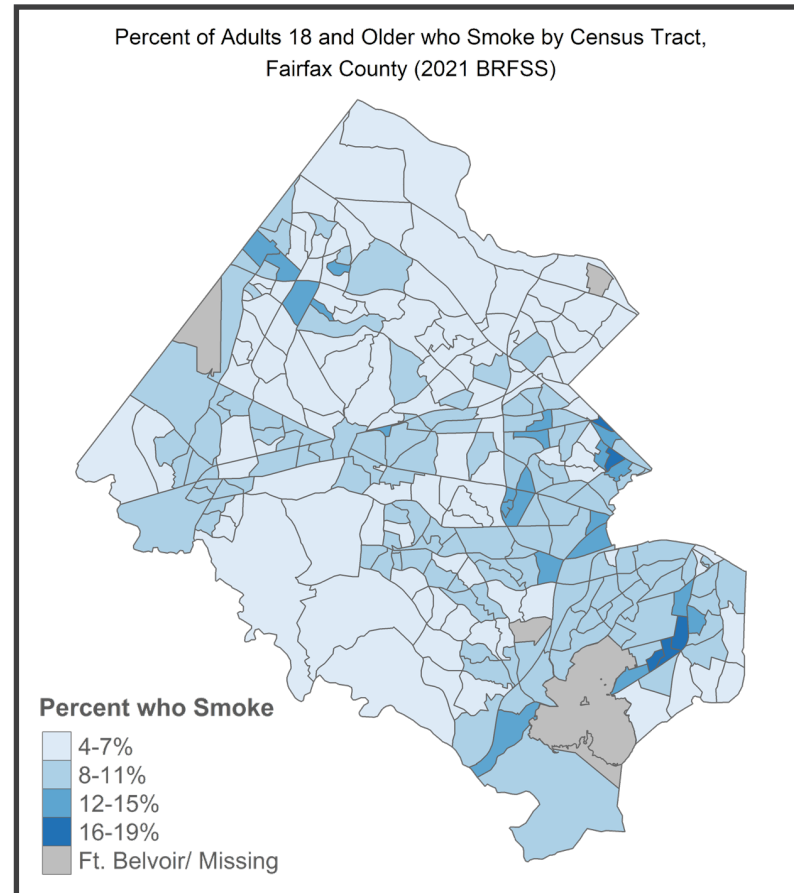 Percent of Adults 18 and Older who Smoke by Census Tract,
Fairfax County (2021 BRFSS)
Percent who Smoke
4-7%
8-11%
12-15%
16-19%
Ft. Belvoir/ Missing